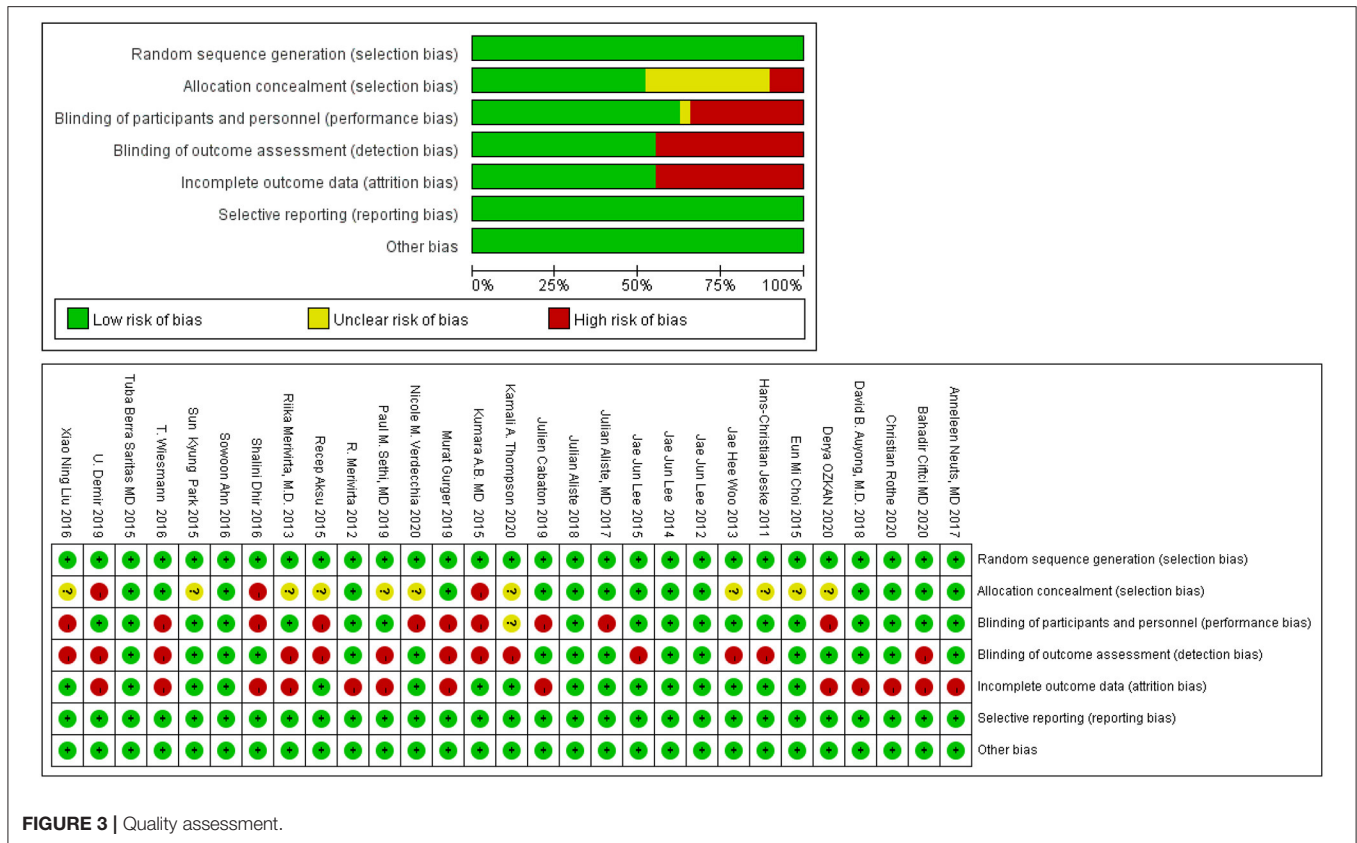 Random sequence generation (selection bias)
Allocation concealment (selection bias)
Blinding of participants and personnel (performance bias)
Blinding of outcome assessment (detection bias)
Incomplete outcome data (attrition bias)
Selective reporting (reporting bias)
Other bias
0% 25% 50% 75% 100%
Low risk of bias Unclear risk of bias High risk of bias
Xiao Ning Liu 2016
U. Demir 2019
Tuba Berra Saritas MD 2015
T. Wiesmann 2016
Sun Kyung Park 2015
Sowoon Ahn 2016
Shalini Dhir 2016
Riika Merivirta, M.D. 2013
Recep Aksu 2015
R. Merivirta 2012
Paul M. Sethi, MD 2019
Nicole M. Verdecchia 2020
Murat Gurger 2019
Kumara A.B. MD 2015
Kamali A. Thompson 2020
Julien Cabaton 2019
Julian Aliste 2018
Julian Aliste, MD 2017
Jae Jun Lee 2015
Jae Jun Lee 2014
Jae Jun Lee 2012
Jae Hee Woo 2013
Hans-Christian Jeske 2011
Eun Mi Choi 2015
Derya OZKAN 2020
David B. Auyong, M.D. 2018
Christian Rothe 2020
Bahadir Ciftci MD 2020
Anneleen Neuts, MD 2017
+ + + + + + + + + + + + + + + + + + + + + + + + + + + + + Random sequence generation (selection bias)
? - + + ? + - ? ? + ? ? + - ? + + + + + + ? ? ? ? + + + + Allocation concealment (selection bias)
- + + - + + - + - + + - - - ? - + - + + + + + + - + + + + Blinding of participants and personnel (performance bias)
- - + - + + + - - + - + - - - + + + - + + - - + + + + - + Blinding of outcome assessment (detection bias)
+ - + - + + - - + - - + - + + - + + + + + + + + - - - - - Incomplete outcome data (attrition bias)
+ + + + + + + + + + + + + + + + + + + + + + + + + + + + + Selective reporting (reporting bias)
+ + + + + + + + + + + + + + + + + + + + + + + + + + + + + Other bias
FIGURE 3 | Quality assessment.